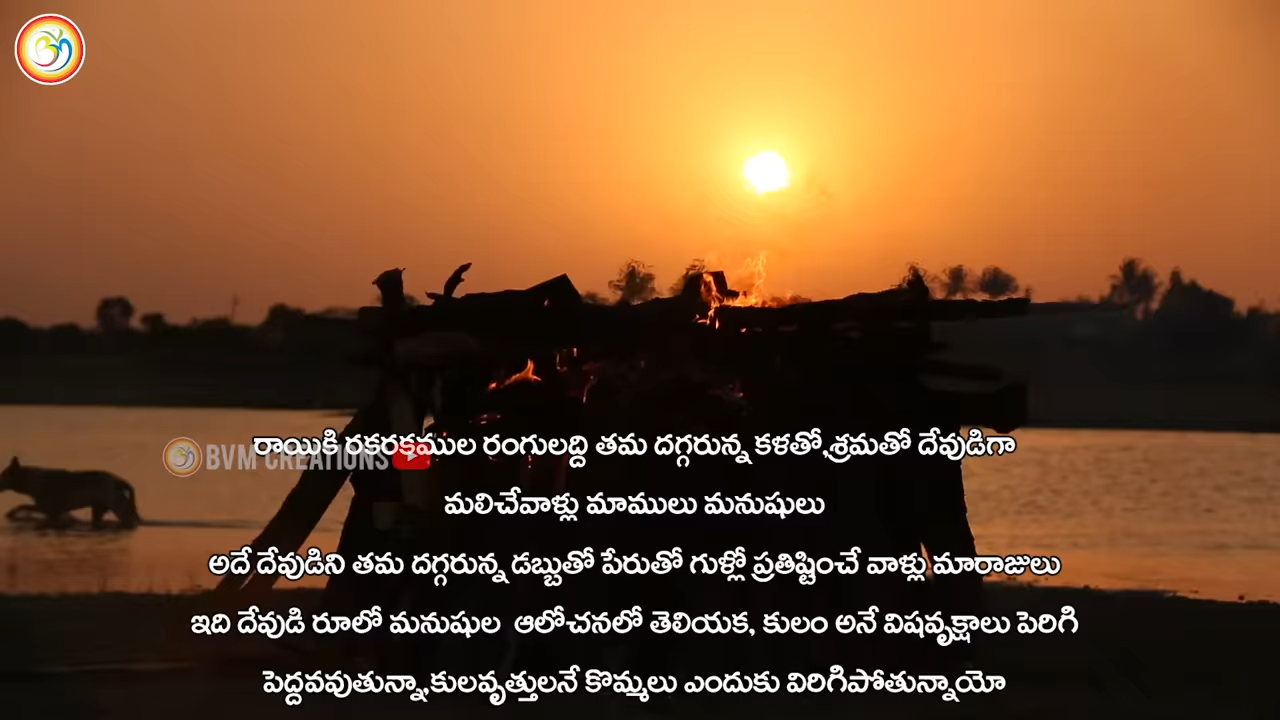 రాయికి రకరకముల రంగులద్ది తమ దగ్గరున్న కళతో,శ్రమతో దేవుడిగా
BVM CREATIONS
మలిచేవాళ్లు మాములు మనుషులు
అదే దేవుడిని తమ దగ్గరున్న డబ్బుతో పేరుతో గుళ్లో ప్రతిష్టించే వాళ్లు మారాజులు
ఇది దేవుడి రూలో మనుషుల ఆలోచనలో తెలియక, కులం అనే విషవృక్షాలు పెరిగి
పెద్దవవుతున్నా,కులవృత్తులనే కొమ్మలు ఎందుకు విరిగిపోతున్నాయో